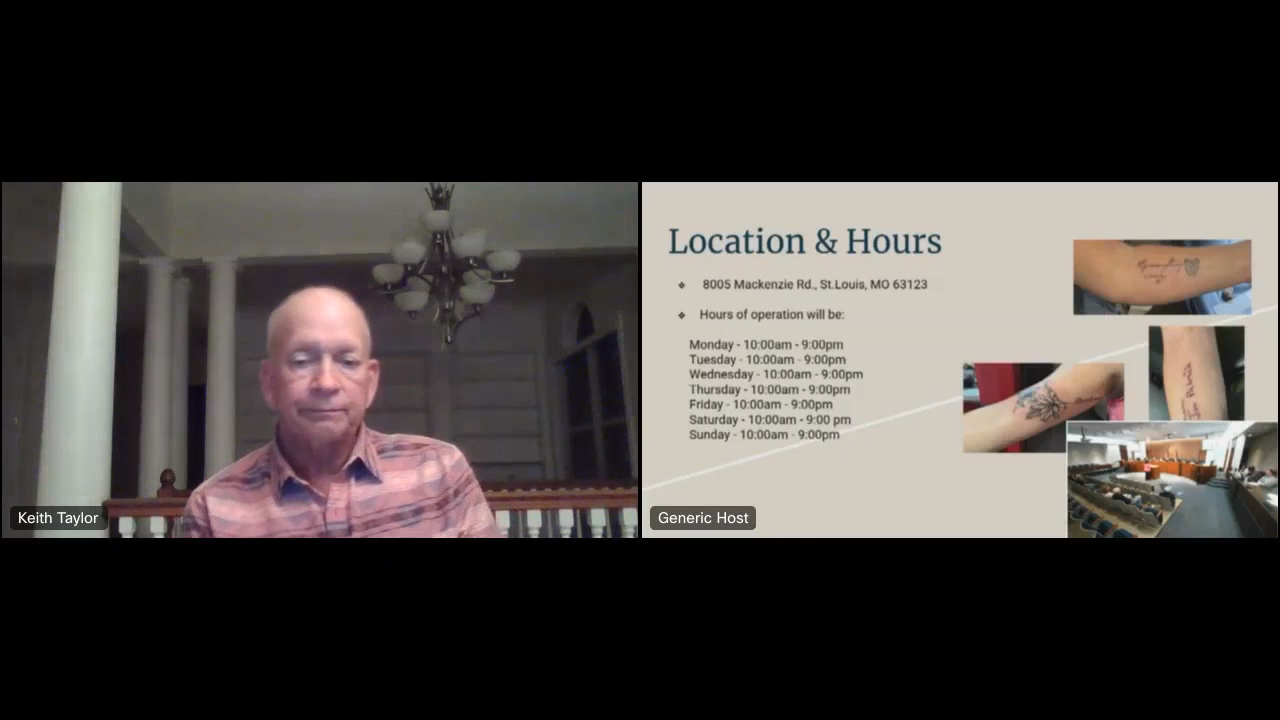 Location & Hours
❖ 8005 Mackenzie Rd., St.Louis, MO 63123
❖ Hours of operation will be:
Monday - 10:00am - 9:00pm
Tuesday - 10:00am - 9:00pm
Wednesday - 10:00am - 9:00pm
Thursday - 10:00am - 9:00pm
Friday - 10:00am - 9:00pm
Saturday - 10:00am - 9:00 pm
Sunday - 10:00am - 9:00pm
Keith Taylor
Generic Host